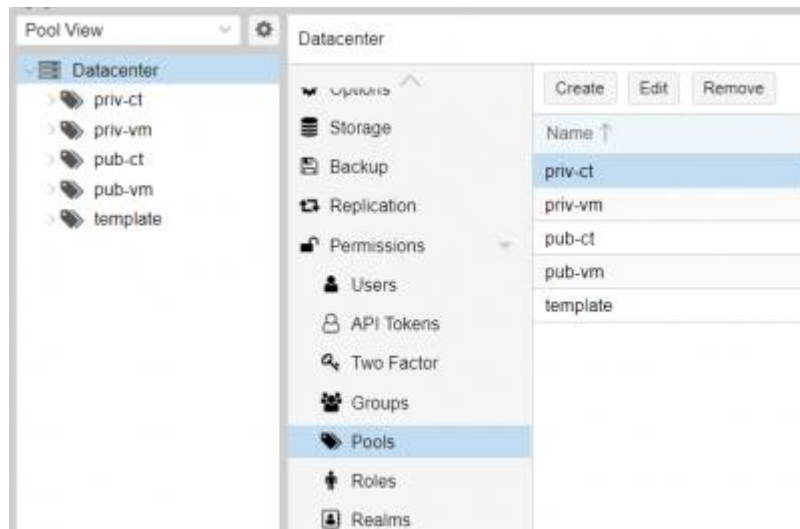 Pool View
Datacenter
priv-ct
priv-vm
pub-ct
pub-vm
template
Datacenter
Options
Storage
Backup
Replication
Permissions
Users
API Tokens
Two Factor
Groups
Pools
Roles
Realms
Create Edit Remove
Name
priv-ct
priv-vm
pub-ct
pub-vm
template